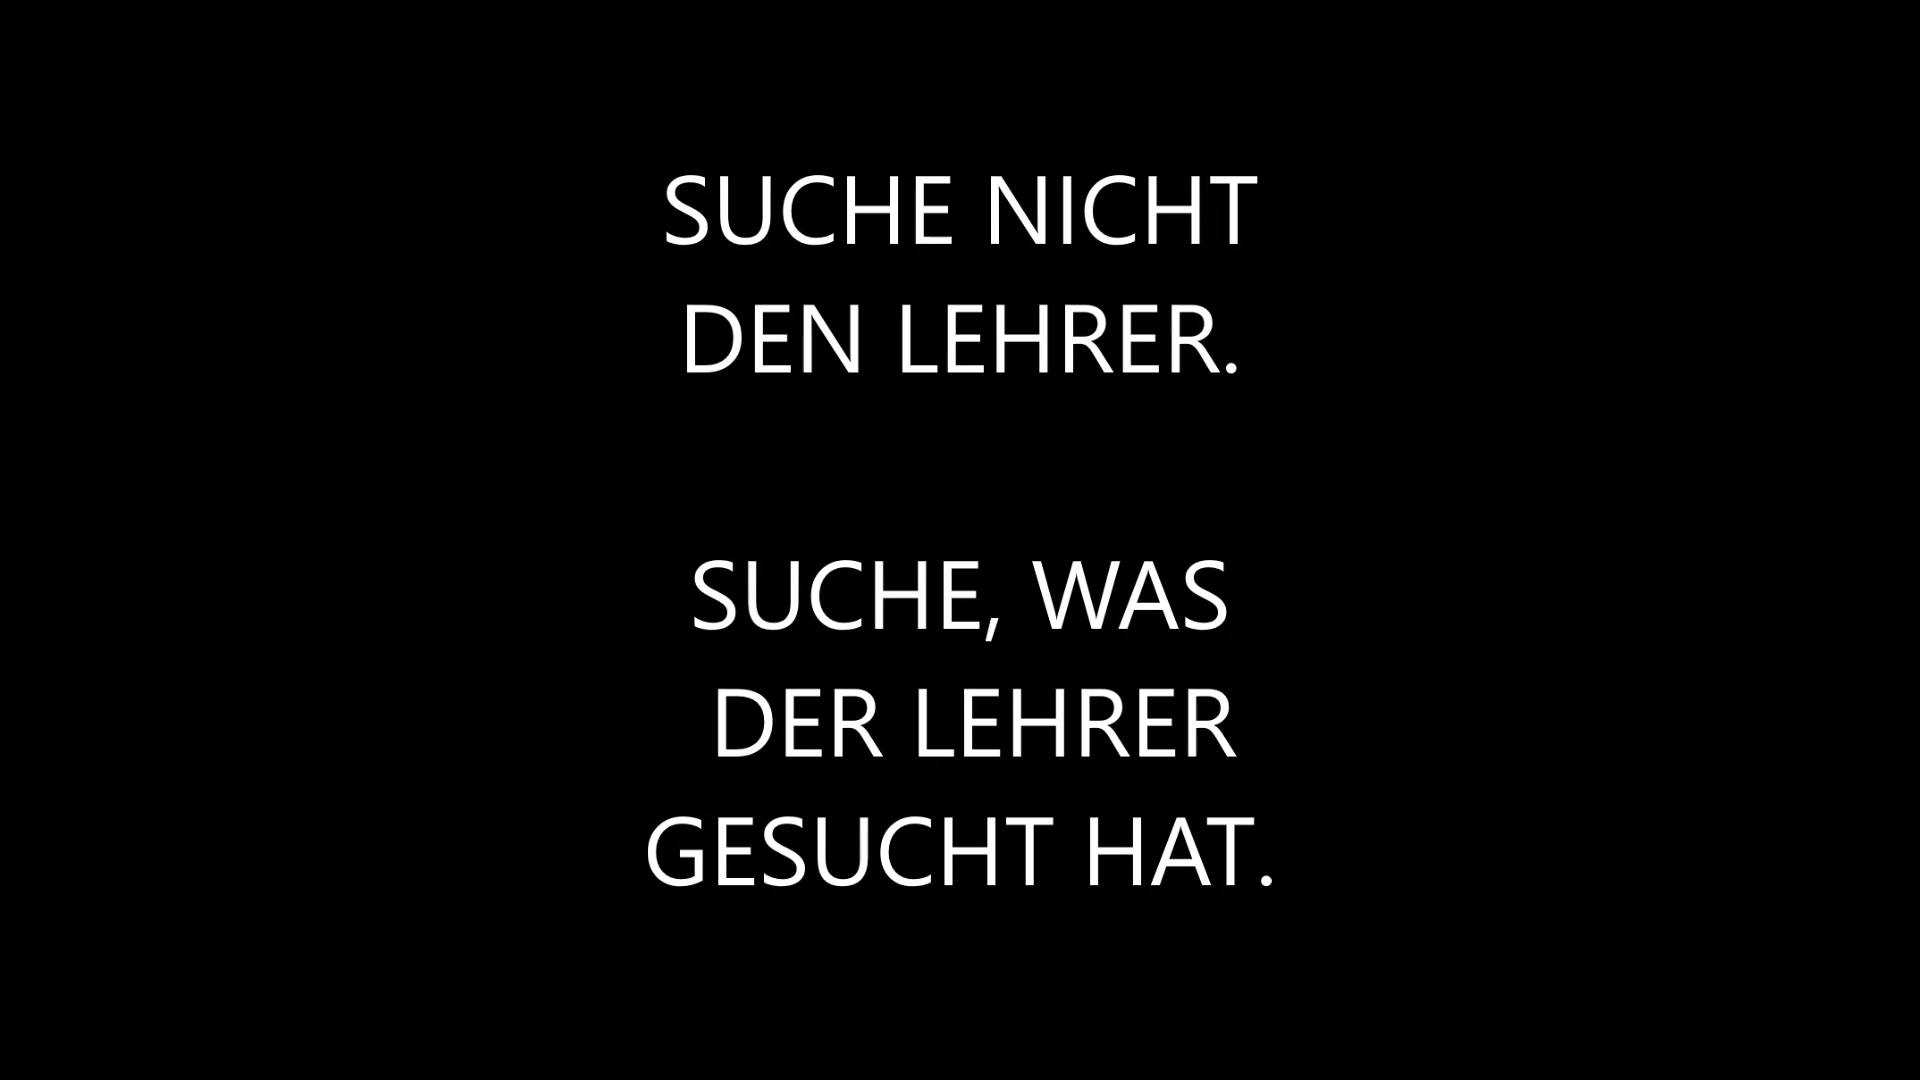 SUCHE NICHT
DEN LEHRER.
SUCHE, WAS
DER LEHRER
GESUCHT HAT.